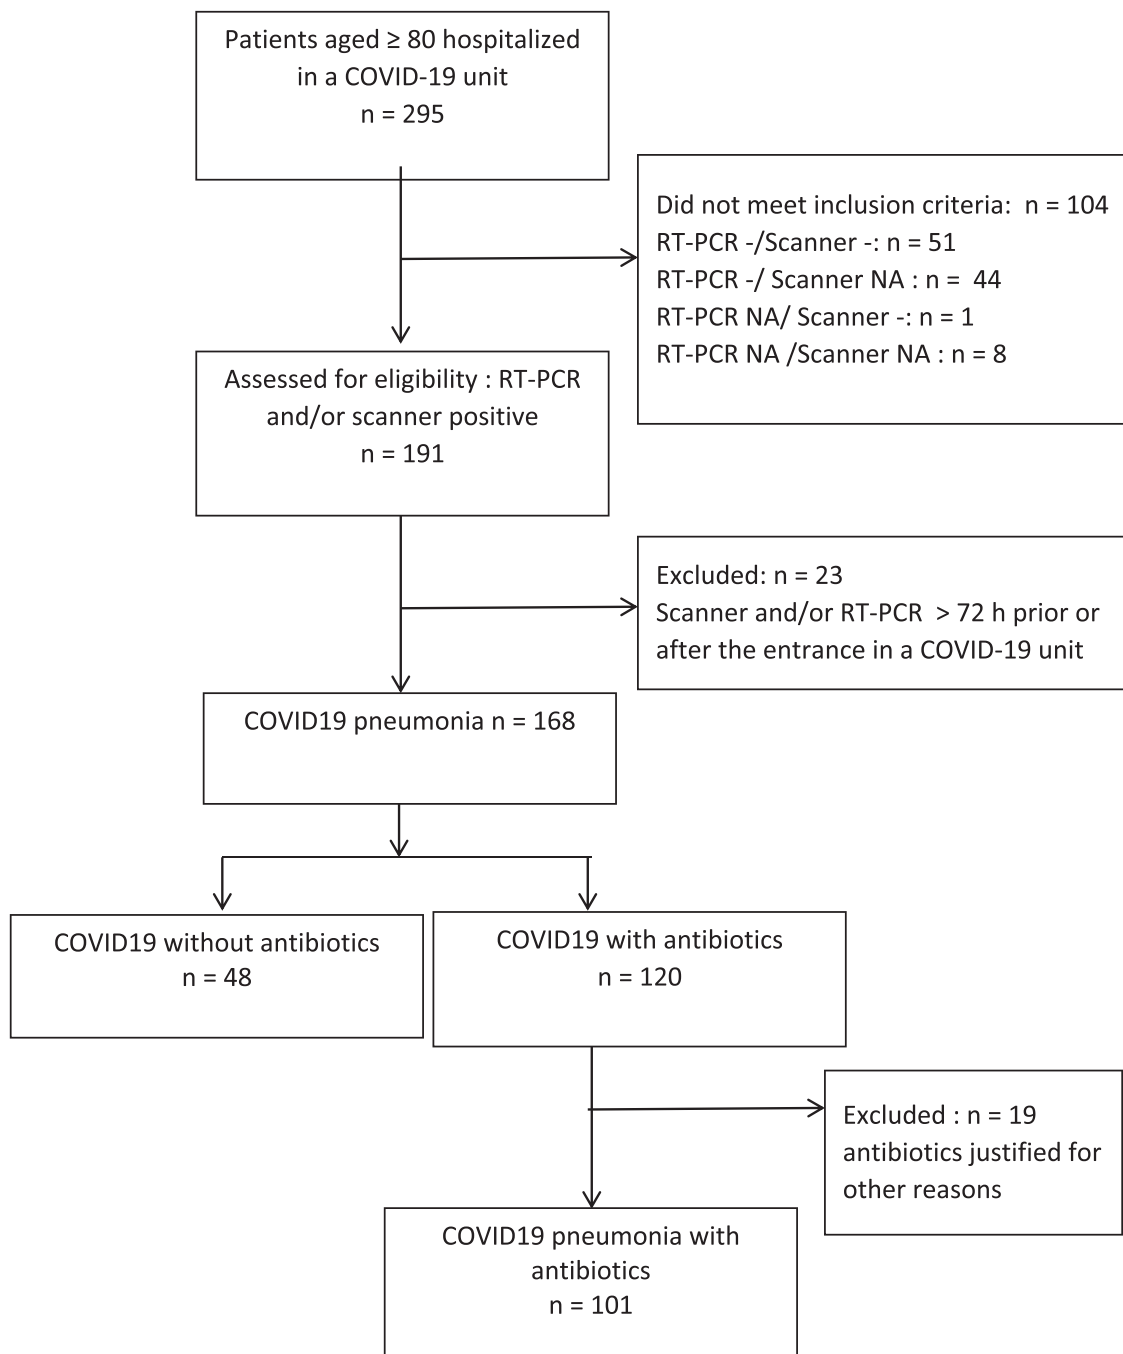 Patients aged ≥ 80 hospitalized
in a COVID-19 unit
n = 295
Did not meet inclusion criteria:  n = 104
RT-PCR -/Scanner -: n = 51
RT-PCR -/ Scanner NA : n =  44
RT-PCR NA/ Scanner -: n = 1
RT-PCR NA /Scanner NA : n = 8
Assessed for eligibility : RT-PCR
and/or scanner positive
n = 191
Excluded: n = 23
Scanner and/or RT-PCR  > 72 h prior or
after the entrance in a COVID-19 unit
COVID19 pneumonia n = 168
COVID19 without antibiotics
n = 48
COVID19 with antibiotics
n = 120
Excluded : n = 19
antibiotics justified for
other reasons
COVID19 pneumonia with
antibiotics
n = 101